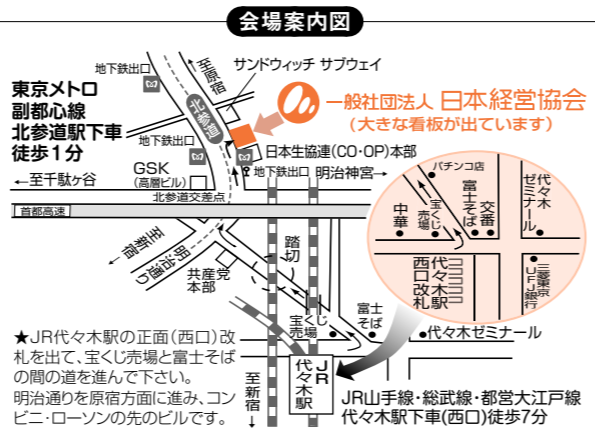 会場案内図
東京メトロ
副都心線
北参道駅下車
徒歩1分
地下鉄出口
至原宿
サンドウィッチ サブウェイ
北参道
一般社団法人 日本経営協会
(大きな看板が出ています)
地下鉄出口
日本生協連(CO・OP)本部
GSK
(高層ビル)
地下鉄出口
明治神宮→
←至千駄ヶ谷
北参道交差点
首都高速
至新宿
明治通り
共産党
本部
踏切
パチンコ店
中華
宝くじ
売場
富士そば
交番
代々木
ゼミナール
代々木駅
西口改札
三菱東京
UFJ銀行
宝くじ
売場
富士
そば
代々木ゼミナール
★JR代々木駅の正面(西口)改
札を出て、宝くじ売場と富士そば
の間の道を進んで下さい。
明治通りを原宿方面に進み、コン
ビニ・ローソンの先のビルです。
至新宿
JR
代々木駅
JR山手線・総武線・都営大江戸線
代々木駅下車(西口)徒歩7分